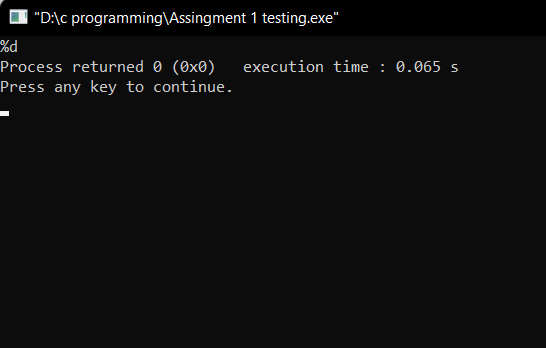 "D:\c programming\Assingment 1 testing.exe"
%d
Process returned 0 (0x0)   execution time : 0.065 s
Press any key to continue.